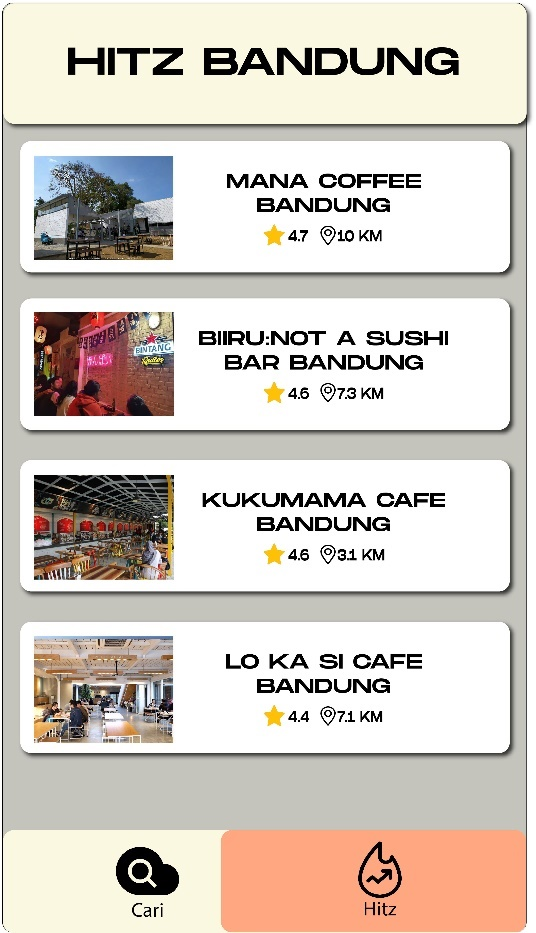 HITZ BANDUNG
MANA COFFEE
BANDUNG
4.7 10 KM
BIIRU:NOT A SUSHI
BAR BANDUNG
BINTANG
4.6 7.3 KM
KUKUMAMA CAFE
BANDUNG
4.6 3.1 KM
LO KA SI CAFE
BANDUNG
4.4 7.1 KM
Cari
Hitz